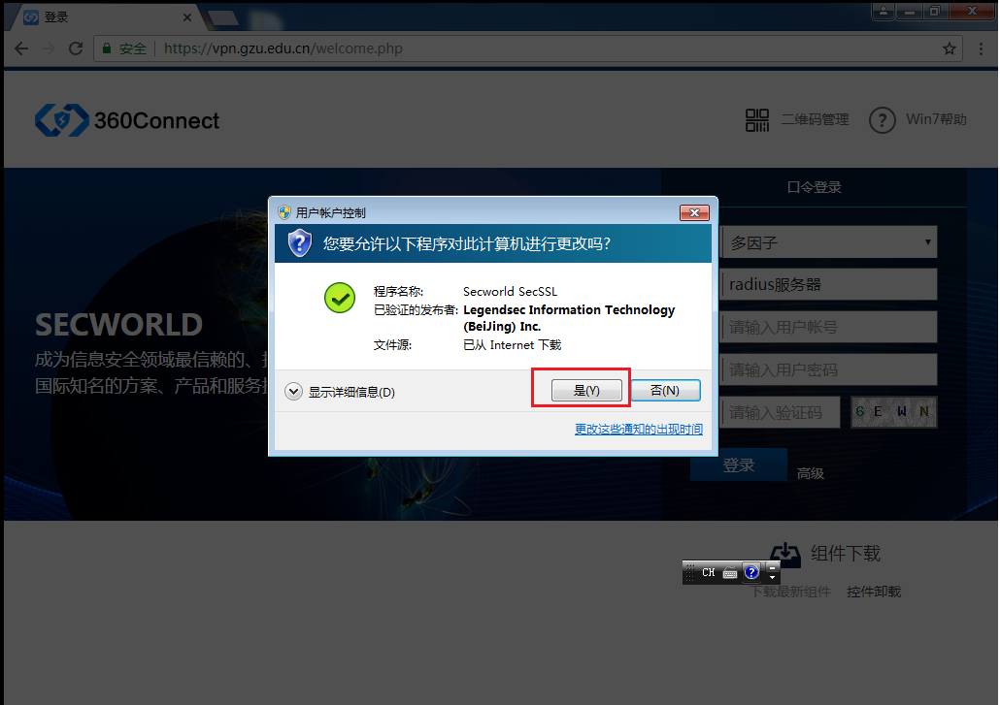 登录
安全
https://vpn.gzu.edu.cn/welcome.php
360Connect
二维码管理
? Win7帮助
口令登录
用户帐户控制
您要允许以下程序对此计算机进行更改吗?
多因子
程序名称: Secworld SecSSL
radius服务器
已验证的发布者: Legendsec Information Technology
(BeiJing) Inc.
SECWORLD
请输入用户帐号
文件源: 已从 Internet 下载
成为信息安全领域最信赖的、
请输入用户密码
国际知名的方案、产品和服务
显示详细信息(D)
是(Y)
否(N)
请输入验证码
6 E W N
更改这些通知的出现时间
登录
高级
组件下载
CH
下载最新组件 控件卸载